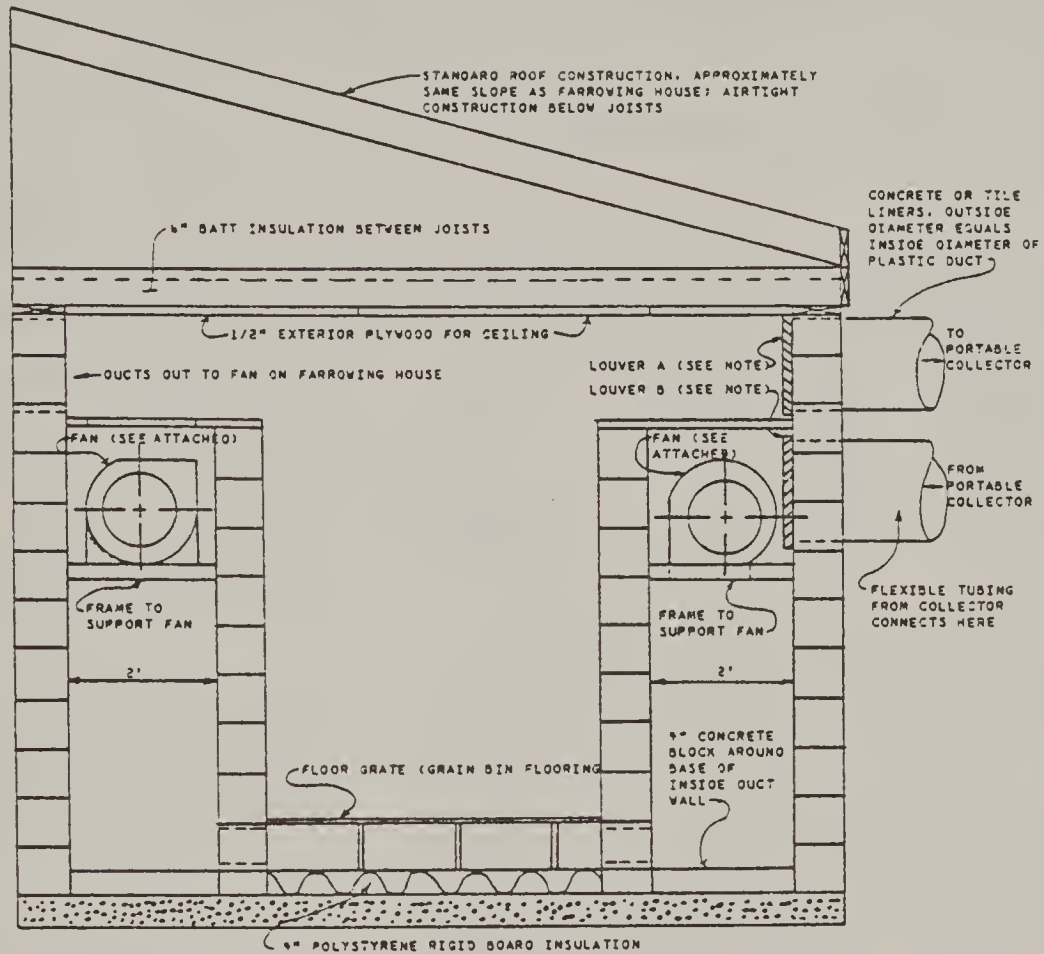 STANDARD ROOF CONSTRUCTION, APPROXIMATELY
SAME SLOPE AS FARROWING HOUSE; AIRTIGHT
CONSTRUCTION BELOW JOISTS
CONCRETE OR TILE
LINERS. OUTSIDE
DIAMETER EQUALS
INSIDE DIAMETER OF
PLASTIC DUCT
BATT INSULATION BETWEEN JOISTS
1/2" EXTERIOR PLYWOOD FOR CEILING
TO
PORTABLE
COLLECTOR
LOUVER A (SEE NOTE)
DUCTS OUT TO FAN ON FARROWING HOUSE
LOUVER B (SEE NOTE)
FAN (SEE ATTACHED)
FAN (SEE
ATTACHED)
FROM
PORTABLE
COLLECTOR
FRAME TO
SUPPORT FAN
FRAME TO
SUPPORT FAN
FLEXIBLE TUBING
FROM COLLECTOR
CONNECTS HERE
2'
2'
CONCRETE
BLOCK AROUND
BASE OF
INSIDE DUCT
WALL
FLOOR GRATE (GRAIN BIN FLOORING
POLYSTYRENE RIGID BOARD INSULATION